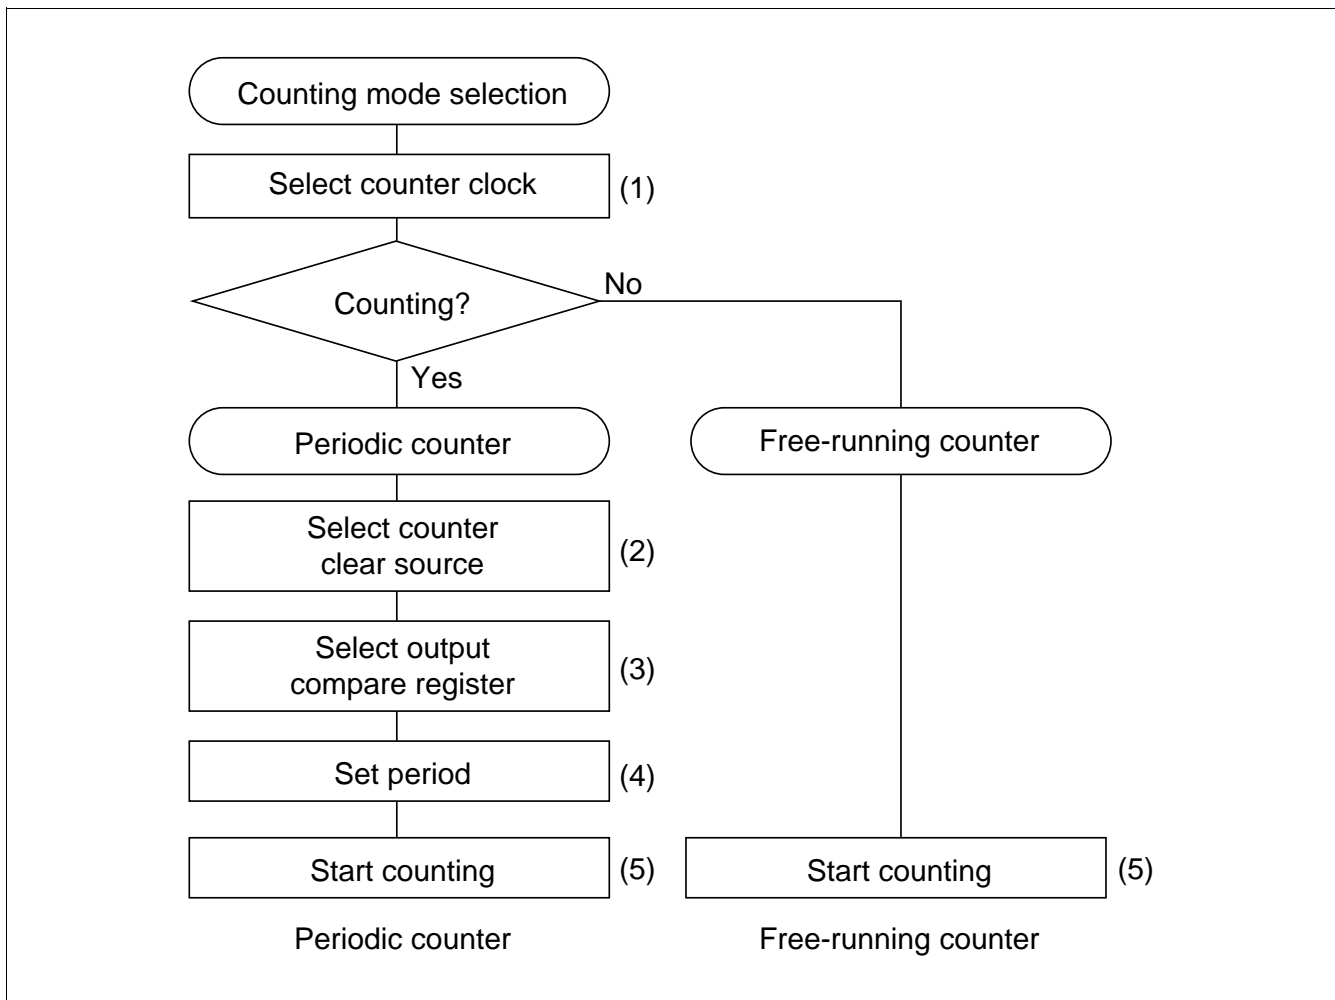 Counting mode selection
Select counter clock
(1)
Counting?
No
Yes
Periodic counter
Free-running counter
Select counter
clear source
(2)
Select output
compare register
(3)
Set period
(4)
Start counting
(5)
Start counting
(5)
Periodic counter
Free-running counter